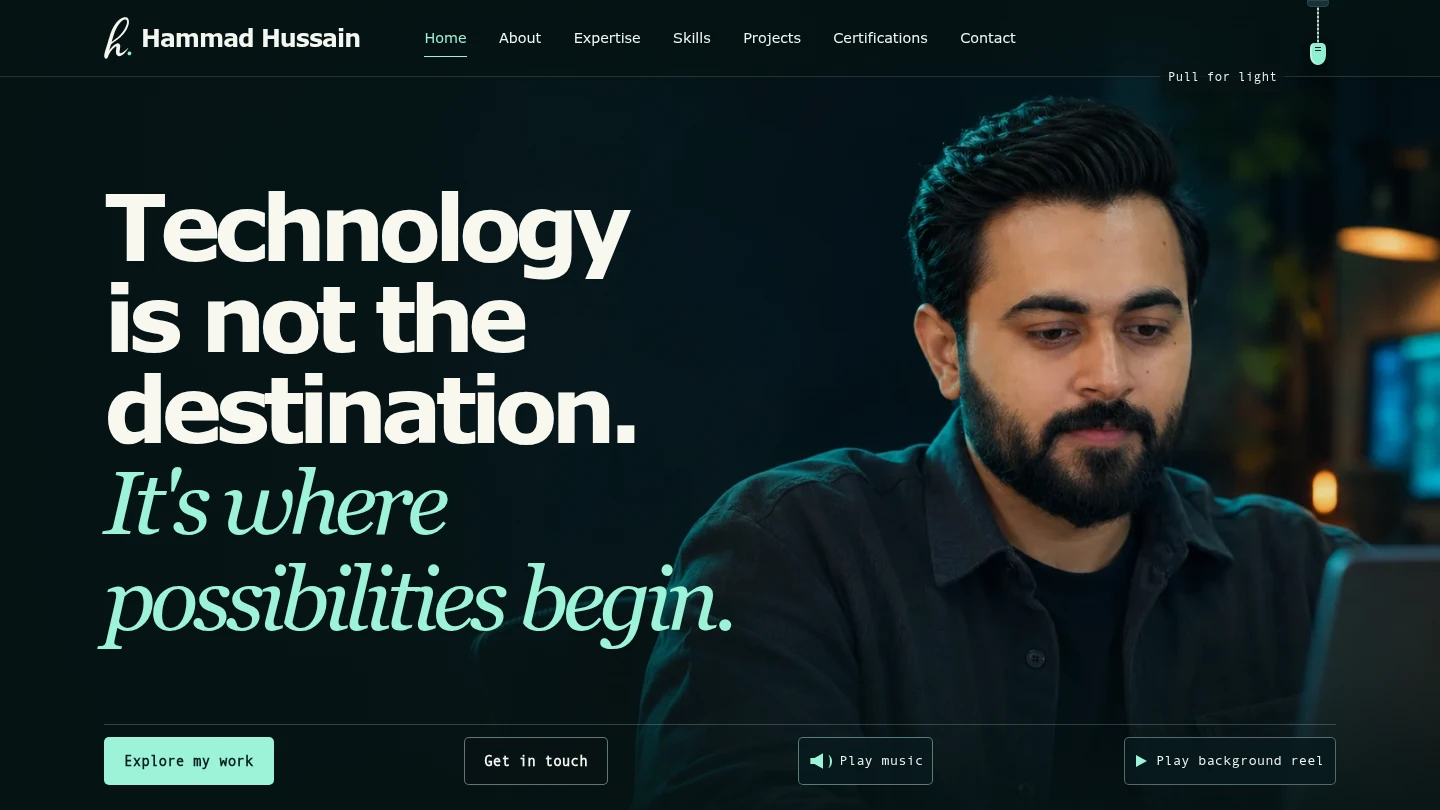 h. Hammad Hussain
Home
About
Expertise
Skills
Projects
Certifications
Contact
Pull for light
Technology
is not the
destination.
It's where
possibilities begin.
Explore my work
Get in touch
Play music
Play background reel